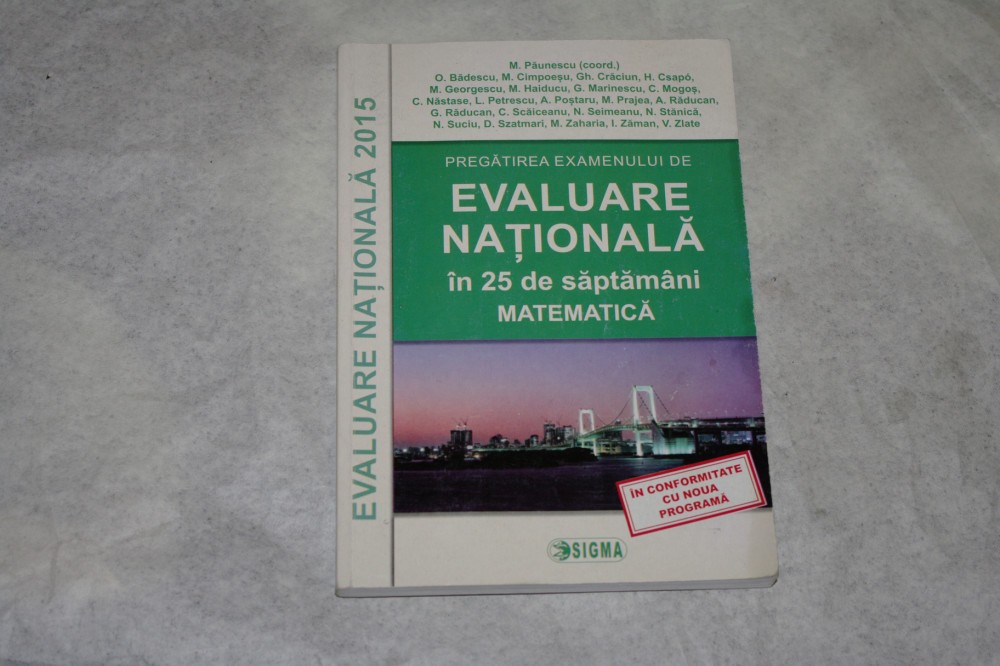 M. Păunescu (coord.)
O. Bădescu, M. Cimpoeșu, Gh. Crăciun, H. Csapó,
M. Georgescu, M. Haiducu, G. Marinescu, C. Mogoș,
C. Năstase, L. Petrescu, A. Poștaru, M. Prajea, A. Răducan,
G. Răducan, C. Scăiceanu, N. Seimeanu, N. Stănică,
N. Suciu, D. Szatmari, M. Zaharia, I. Zăman, V. Zlate
EVALUARE NAȚIONALĂ 2015
PREGĂTIREA EXAMENULUI DE
EVALUARE
NAȚIONALĂ
în 25 de săptămâni
MATEMATICĂ
ÎN CONFORMITATE
CU NOUA
PROGRAMĂ
SIGMA